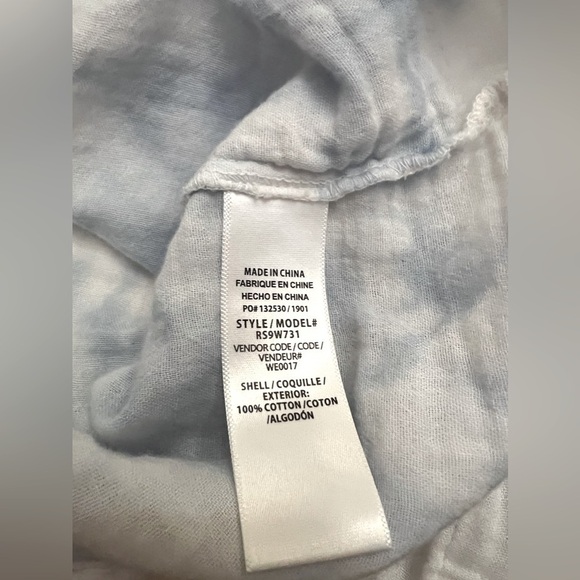 MADE IN CHINA
FABRIQUE EN CHINE
HECHO EN CHINA
PO# 132530 / 1901
STYLE / MODEL#
RS9W731
VENDOR CODE / CODE /
VENDEUR#
WE0017
SHELL / COQUILLE /
EXTERIOR:
100% COTTON /COTON
/ALGODÓN